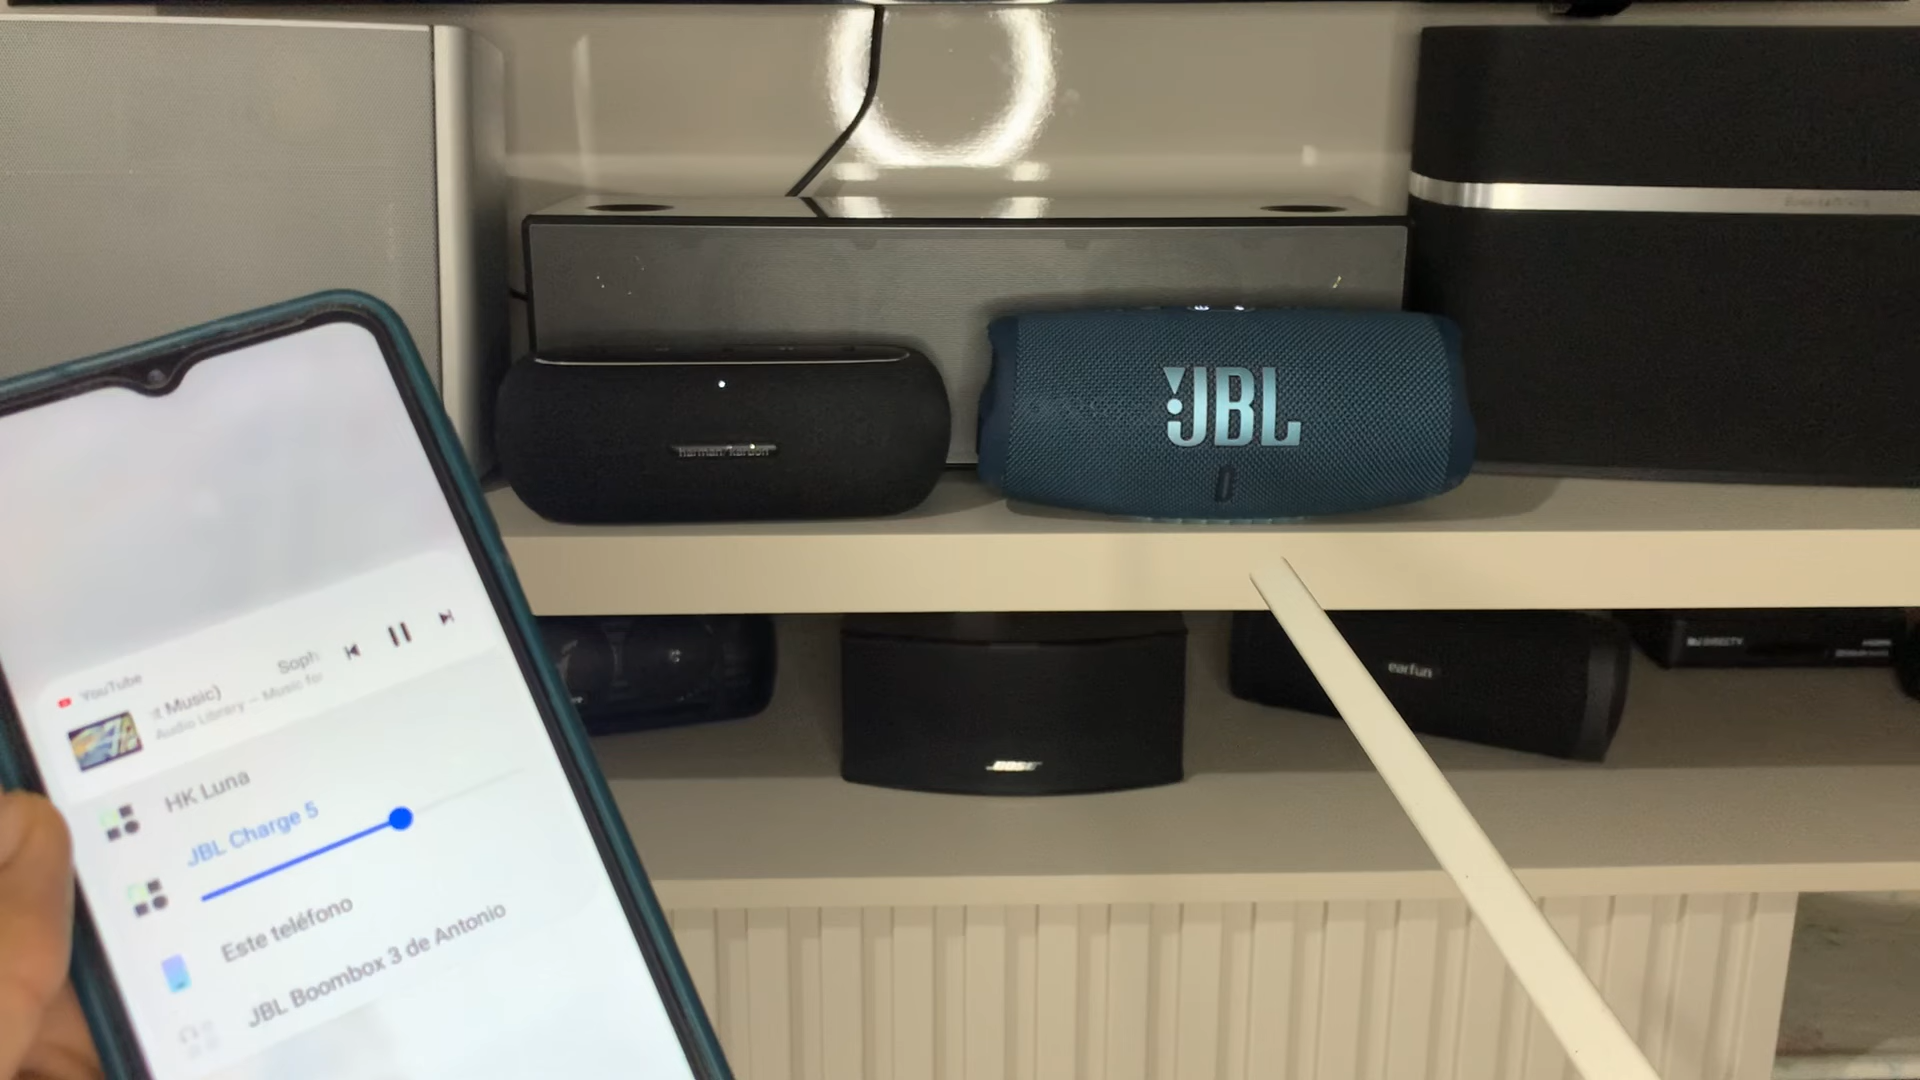 harman/kardon
JBL
YouTube
t Music)
Soph
Audio Library — Music for
HK Luna
JBL Charge 5
Este teléfono
JBL Boombox 3 de Antonio
BOSE
earfun
DIRECTV